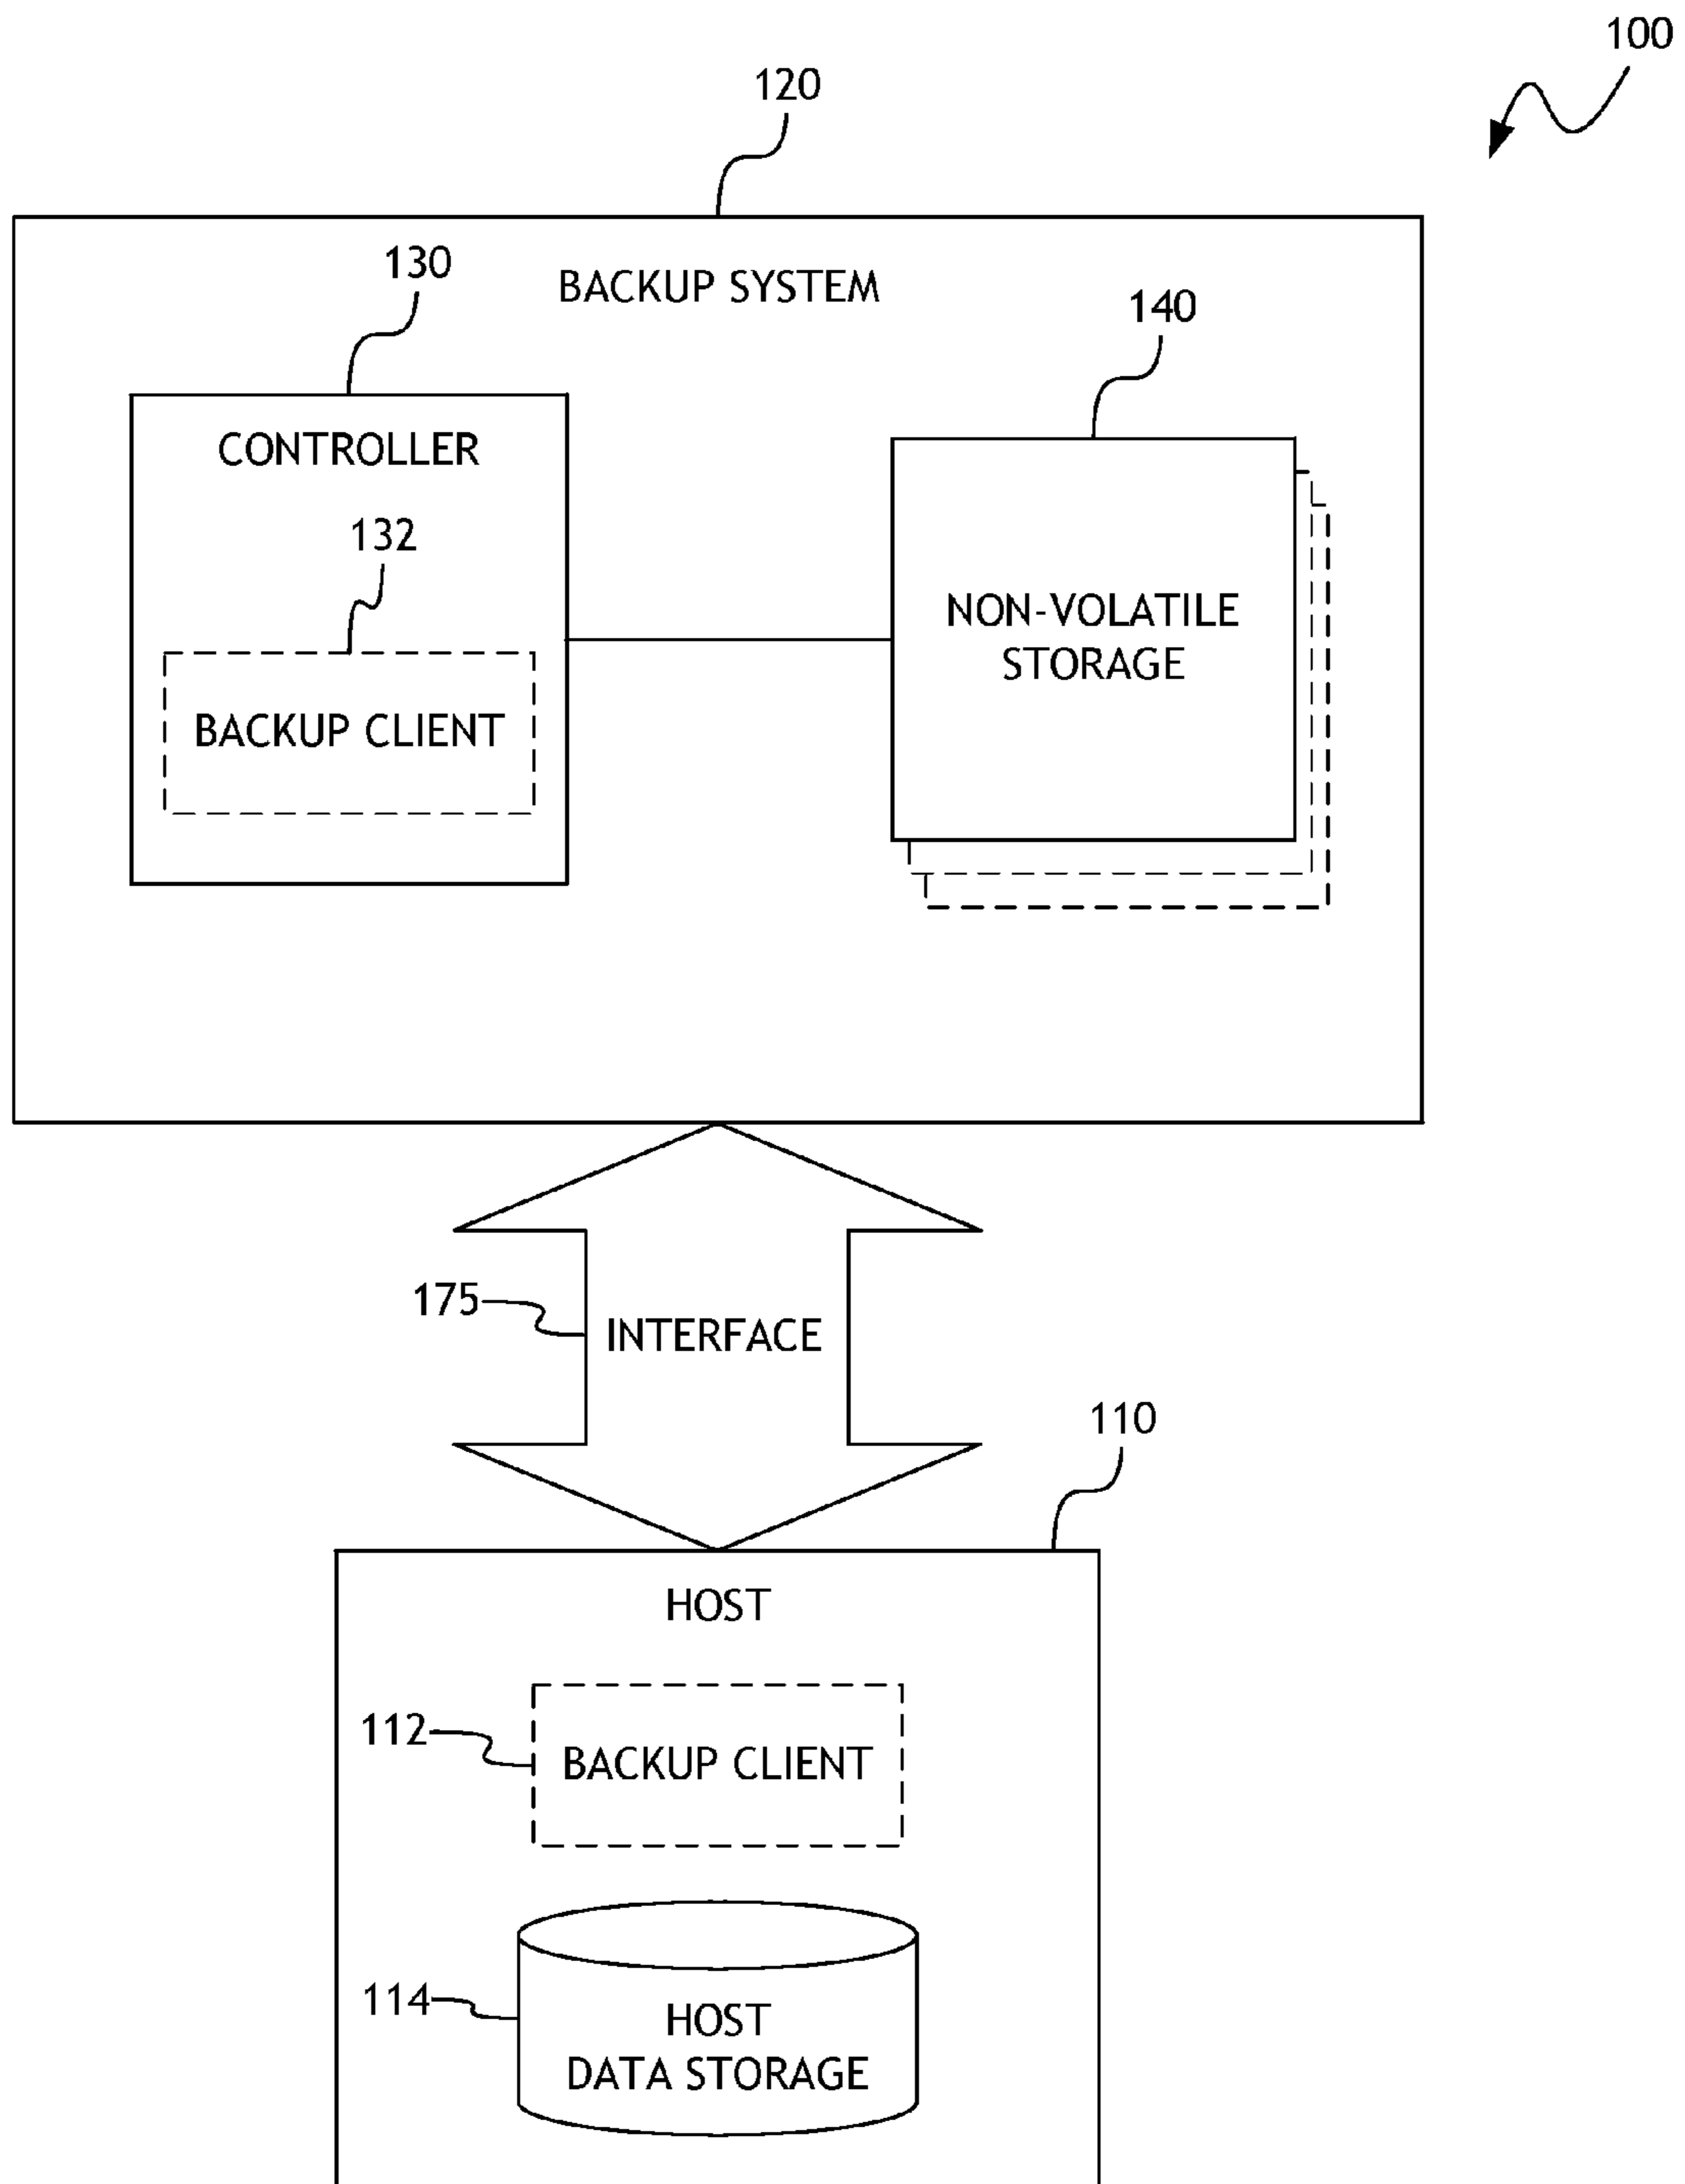 100
120
130
BACKUP SYSTEM
140
CONTROLLER
132
NON-VOLATILE
STORAGE
BACKUP CLIENT
175
INTERFACE
110
HOST
112
BACKUP CLIENT
114
HOST
DATA STORAGE